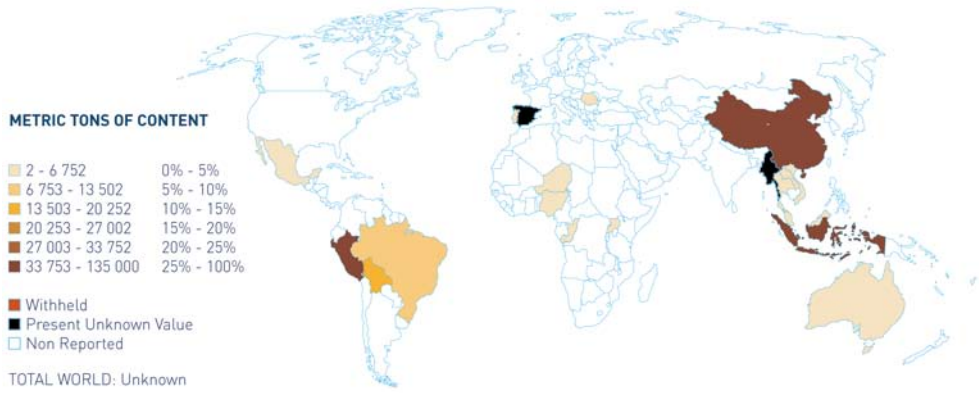 METRIC TONS OF CONTENT
2 - 6 752 0% - 5%
6 753 - 13 502 5% - 10%
13 503 - 20 252 10% - 15%
20 253 - 27 002 15% - 20%
27 003 - 33 752 20% - 25%
33 753 - 135 000 25% - 100%
Withheld
Present Unknown Value
Non Reported
TOTAL WORLD: Unknown